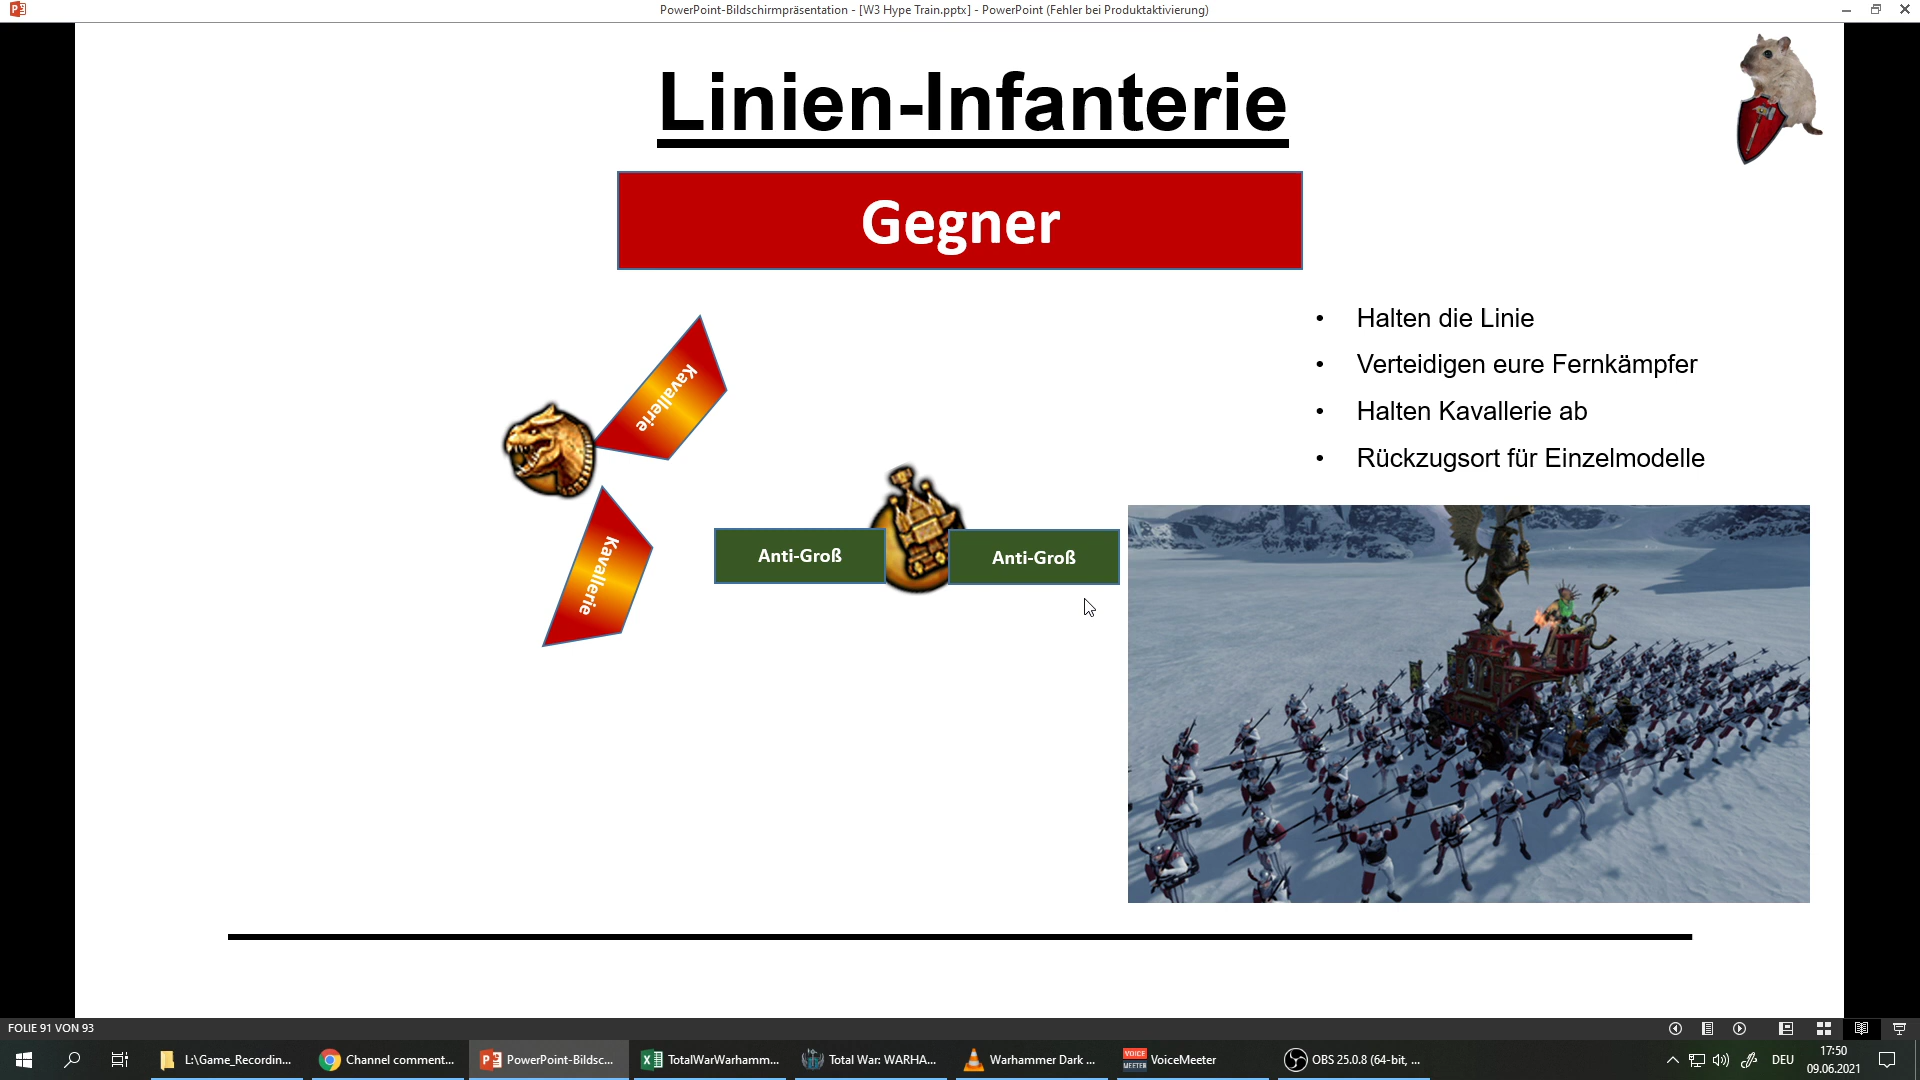 PowerPoint-Bildschirmpräsentation - [W3 Hype Train.pptx] - PowerPoint (Fehler bei Produktaktivierung)
Linien-Infanterie
Gegner
• Halten die Linie
• Verteidigen eure Fernkämpfer
• Halten Kavallerie ab
• Rückzugsort für Einzelmodelle
Kavallerie
Kavallerie
Anti-Groß
Anti-Groß
FOLIE 91 VON 93
L:\Game_Recordin...
Channel comment...
PowerPoint-Bildsc...
TotalWarWarhamm...
Total War: WARHA...
Warhammer Dark ...
VOICE MEETER
VoiceMeeter
OBS 25.0.8 (64-bit, ...
DEU
17:50
09.06.2021